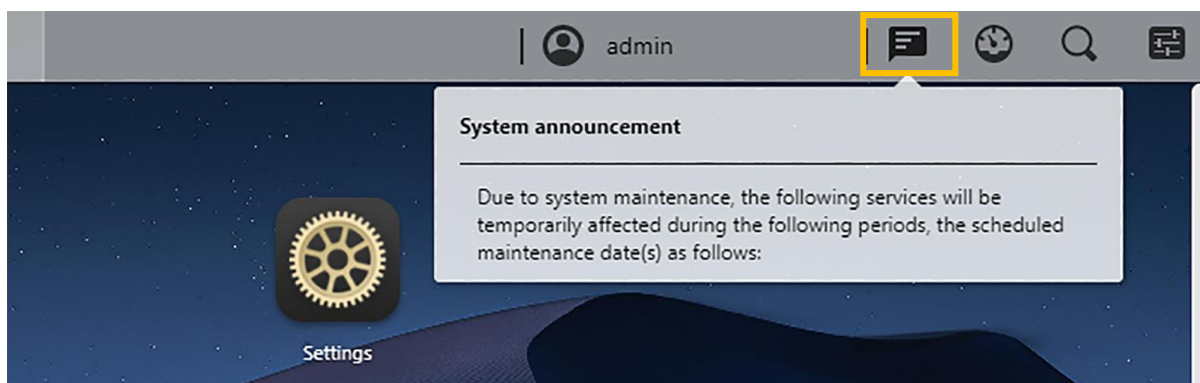 admin
System announcement
Due to system maintenance, the following services will be
temporarily affected during the following periods, the scheduled
maintenance date(s) as follows:
Settings